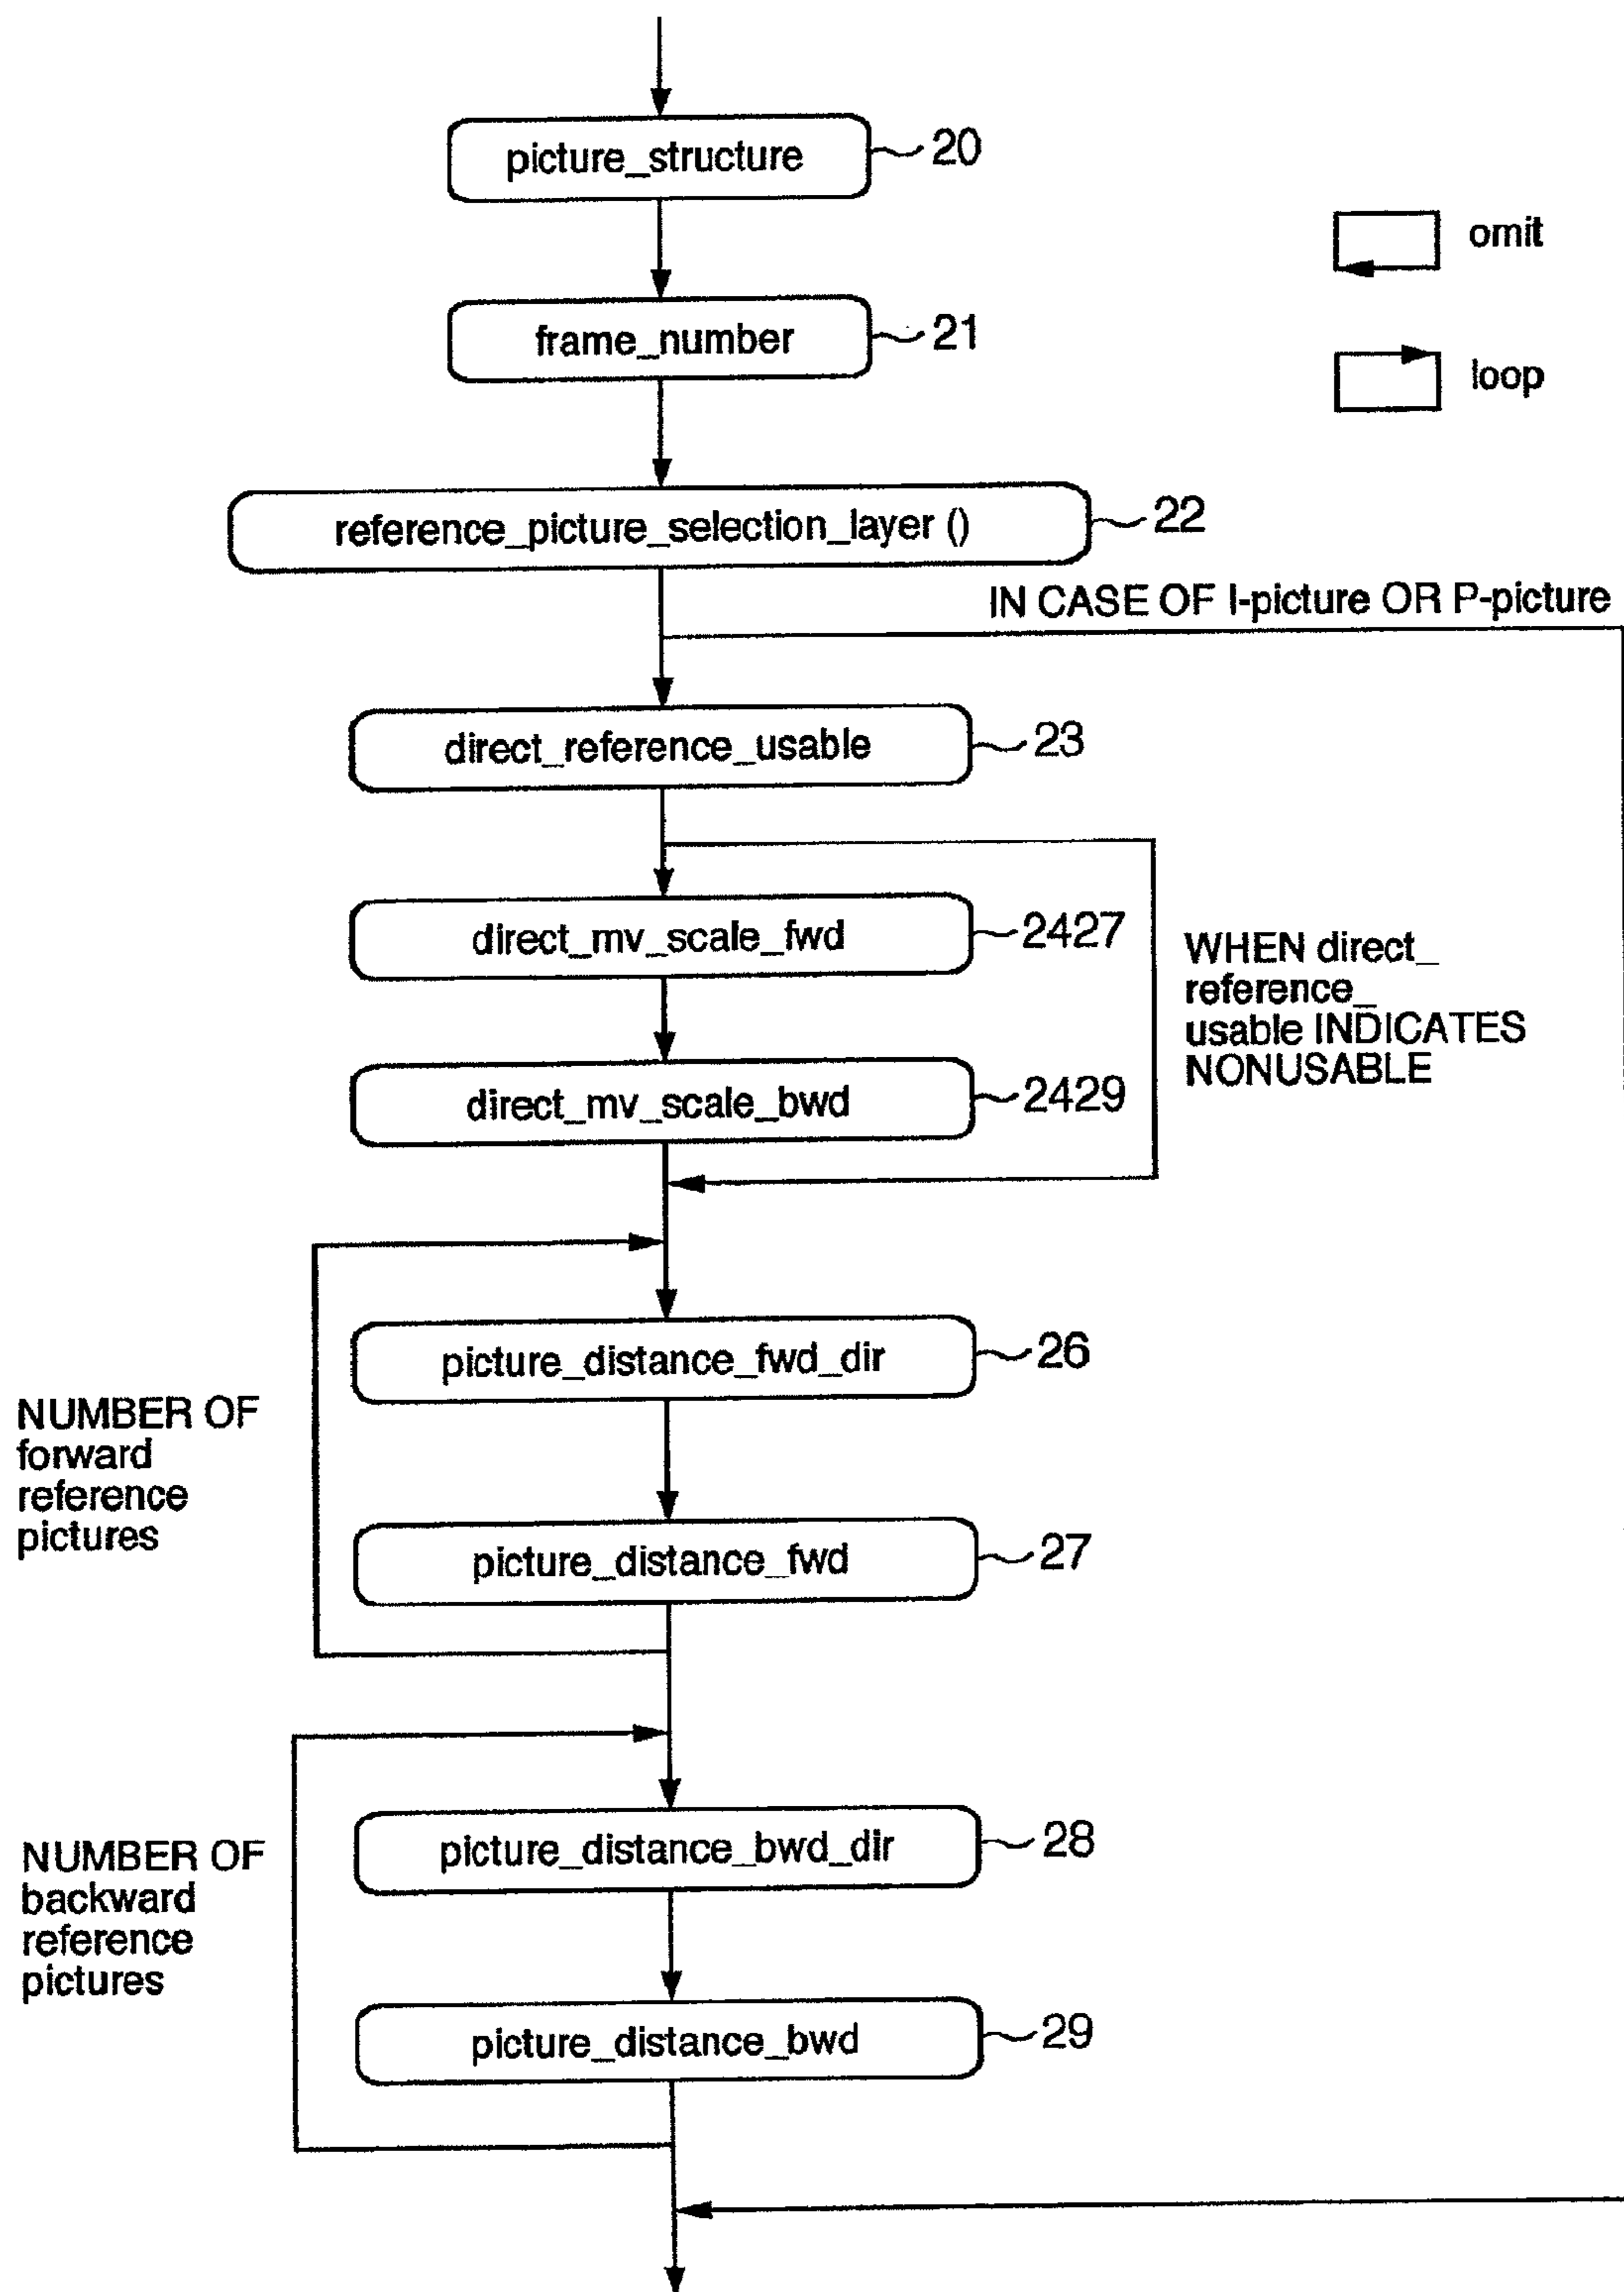 picture_structure 20
omit
frame_number 21
loop
reference_picture_selection_layer () 22
IN CASE OF I-picture OR P-picture
direct_reference_usable 23
direct_mv_scale_fwd 2427
WHEN direct_
reference_
usable INDICATES
NONUSABLE
direct_mv_scale_bwd 2429
picture_distance_fwd_dir 26
NUMBER OF
forward
reference
pictures
picture_distance_fwd 27
picture_distance_bwd_dir 28
NUMBER OF
backward
reference
pictures
picture_distance_bwd 29